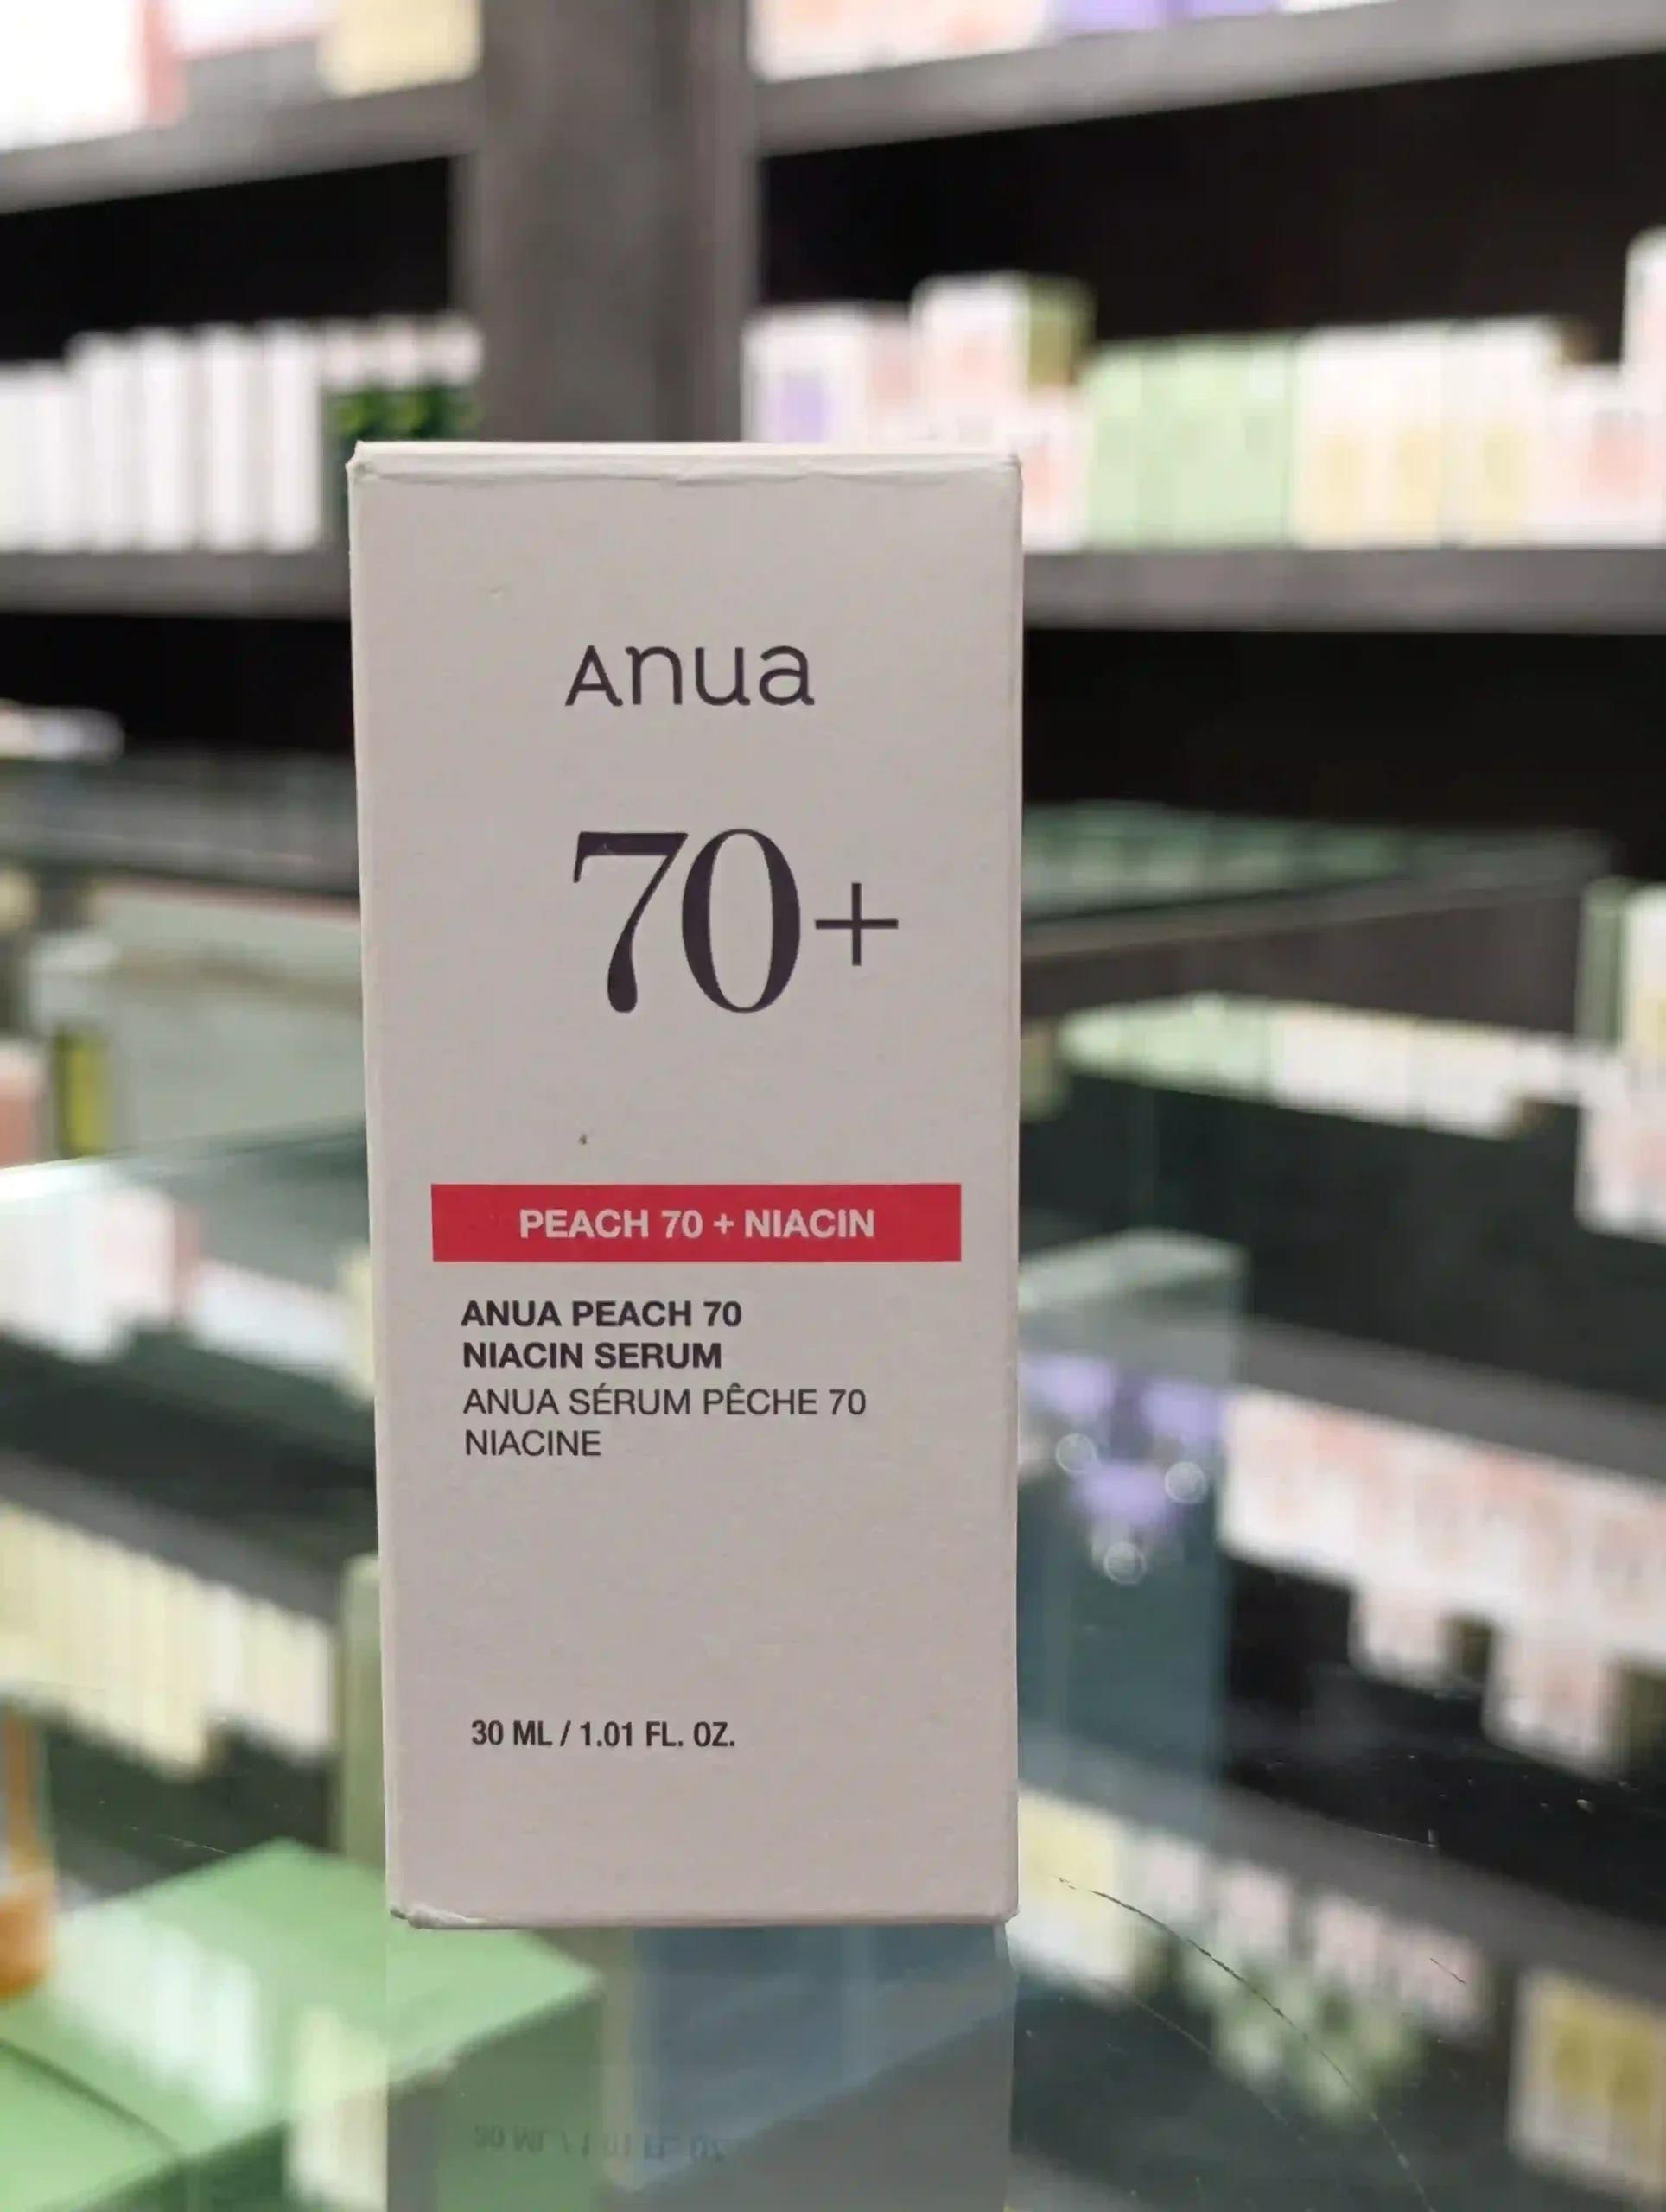 Anua
70+
PEACH 70 + NIACIN
ANUA PEACH 70
NIACIN SERUM
ANUA SÉRUM PÊCHE 70
NIACINE
30 ML / 1.01 FL. OZ.